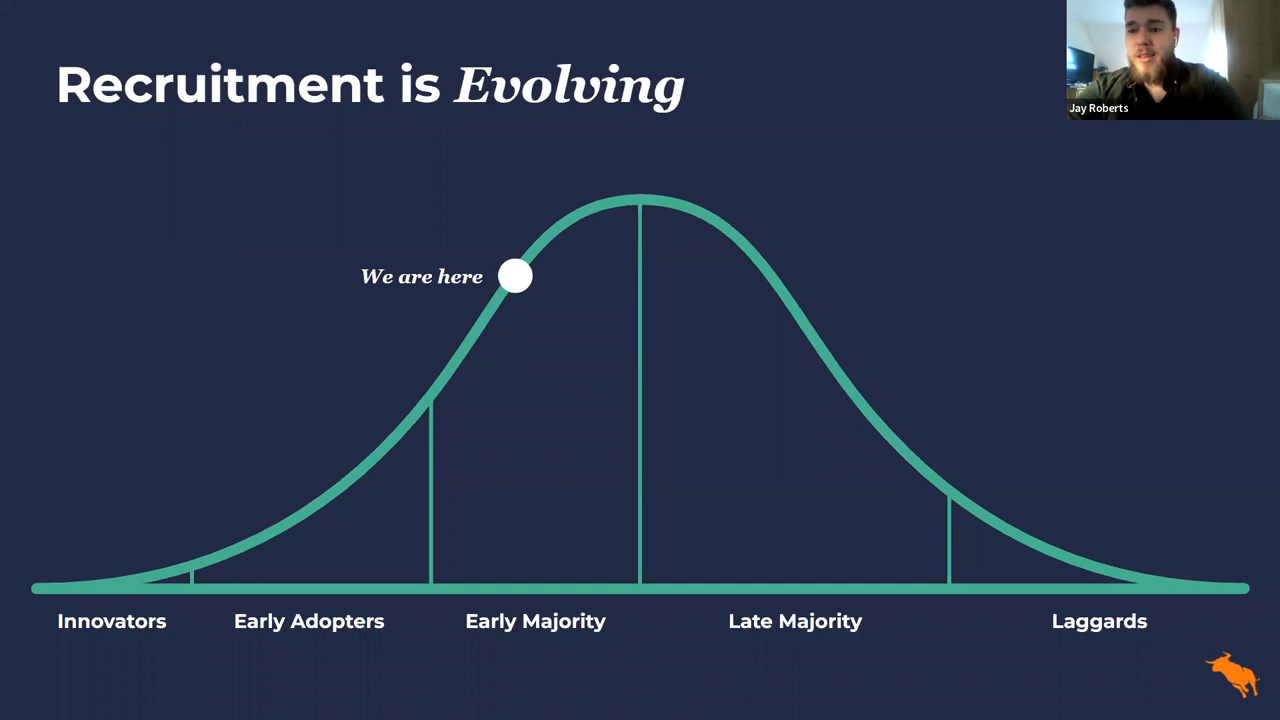 Recruitment is Evolving
Jay Roberts
We are here
Innovators
Early Adopters
Early Majority
Late Majority
Laggards